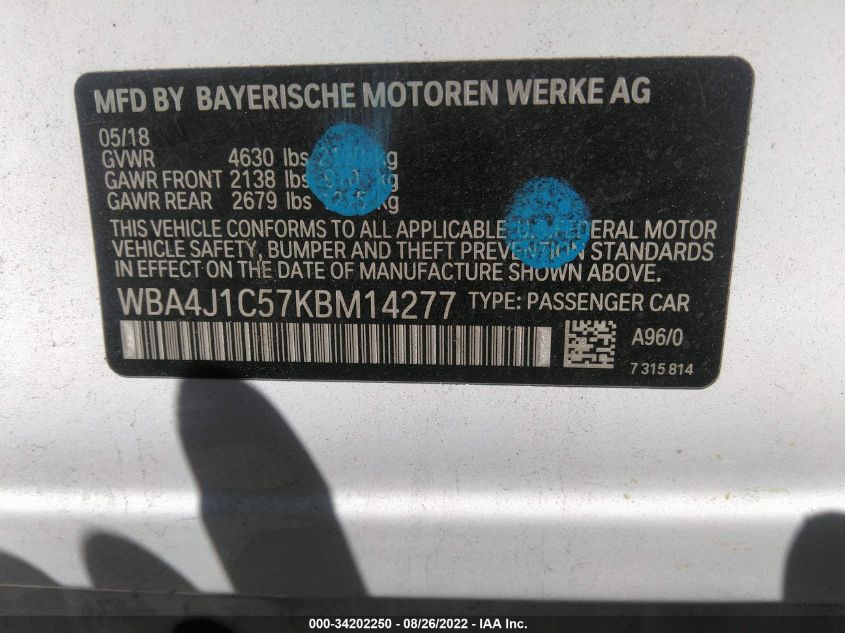 MFD BY BAYERISCHE MOTOREN WERKE AG
05/18
GVWR 4630 lbs kg
GAWR FRONT 2138 lbs kg
GAWR REAR 2679 lbs kg
THIS VEHICLE CONFORMS TO ALL APPLICABLE FEDERAL MOTOR
VEHICLE SAFETY, BUMPER AND THEFT PREVENTION STANDARDS
IN EFFECT ON THE DATE OF MANUFACTURE SHOWN ABOVE.
WBA4J1C57KBM14277 TYPE: PASSENGER CAR
A96/0
7 315 814
000-34202250 - 08/26/2022 - IAA Inc.